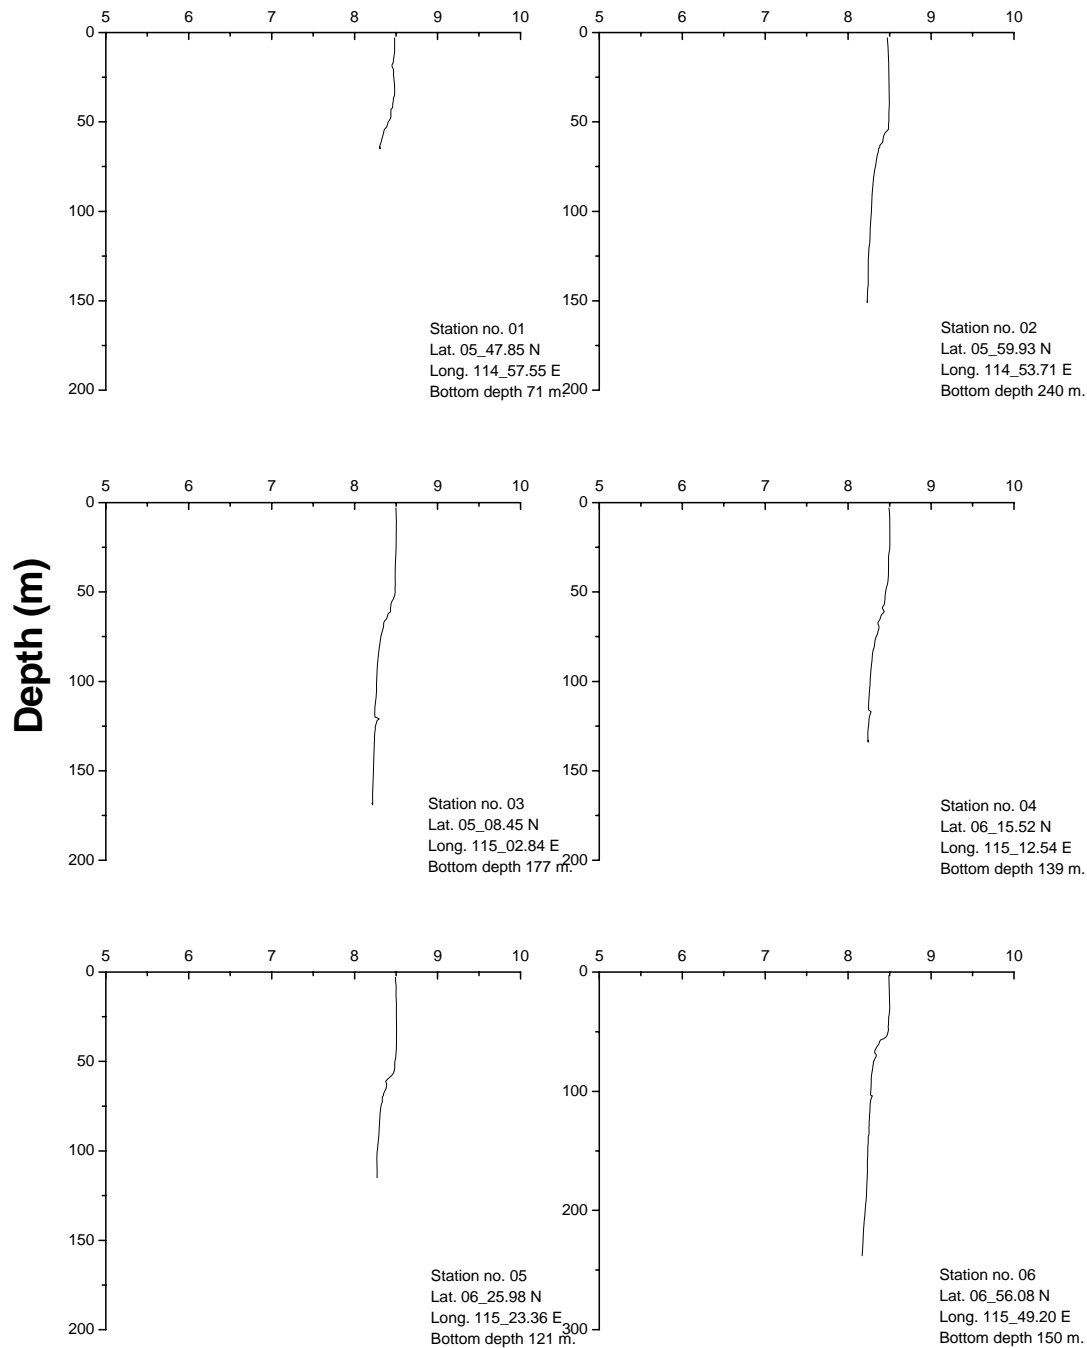 5 6 7 8 9 10
0
50
100
150
200
Station no. 01
Lat. 05_47.85 N
Long. 114_57.55 E
Bottom depth 71 m.
5 6 7 8 9 10
0
50
100
150
200
Station no. 02
Lat. 05_59.93 N
Long. 114_53.71 E
Bottom depth 240 m.
Depth (m)
5 6 7 8 9 10
0
50
100
150
200
Station no. 03
Lat. 05_08.45 N
Long. 115_02.84 E
Bottom depth 177 m.
5 6 7 8 9 10
0
50
100
150
200
Station no. 04
Lat. 06_15.52 N
Long. 115_12.54 E
Bottom depth 139 m.
5 6 7 8 9 10
0
50
100
150
200
Station no. 05
Lat. 06_25.98 N
Long. 115_23.36 E
Bottom depth 121 m.
5 6 7 8 9 10
0
100
200
300
Station no. 06
Lat. 06_56.08 N
Long. 115_49.20 E
Bottom depth 150 m.